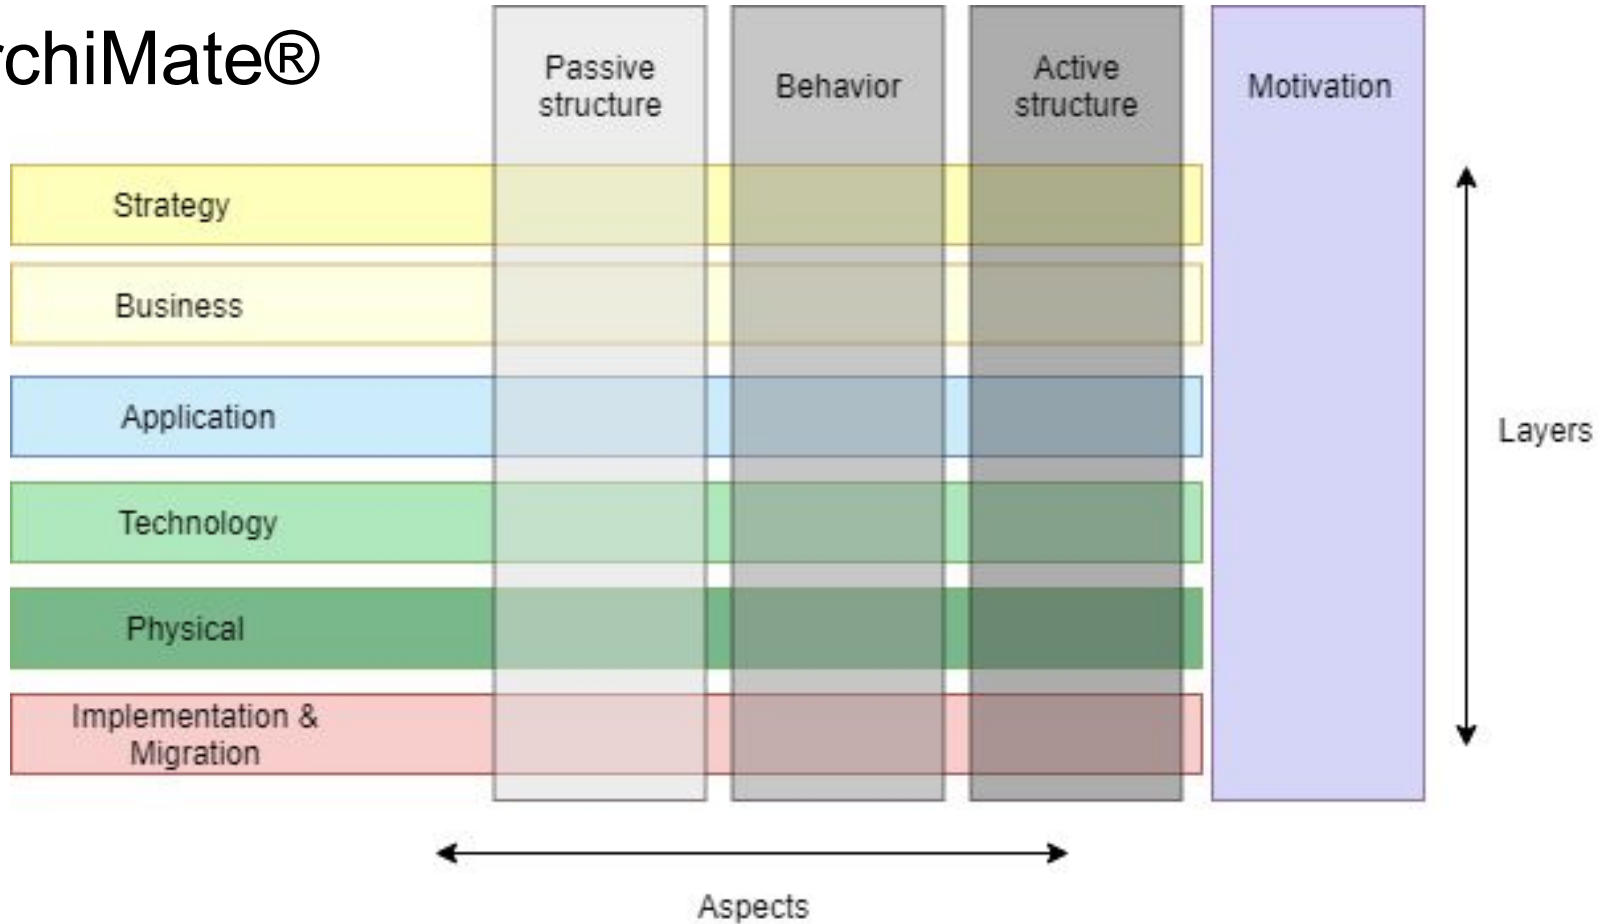 rchiMate®
Passive
structure
Behavior
Active
structure
Motivation
Strategy
Business
Application
Technology
Physical
Implementation &
Migration
Layers
Aspects